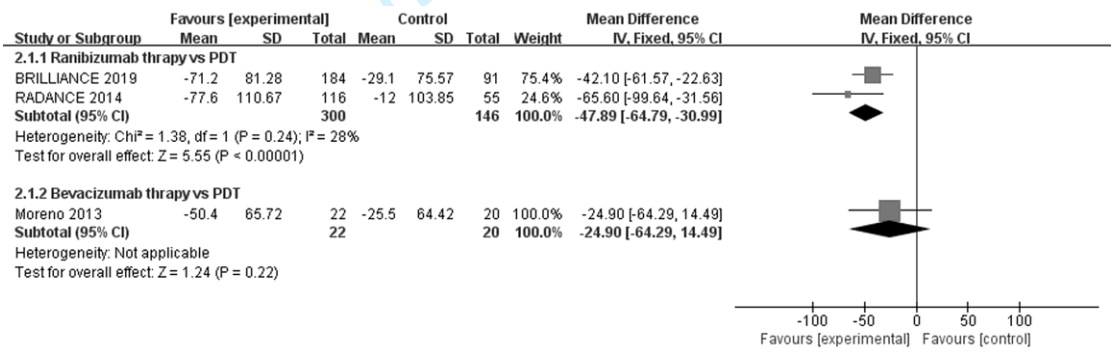 Favours [experimental] Control Mean Difference Mean Difference
Study or Subgroup Mean SD Total Mean SD Total Weight IV, Fixed, 95% CI IV, Fixed, 95% CI
2.1.1 Ranibizumab thrapy vs PDT
BRILLIANCE 2019 -71.2 81.28 184 -29.1 75.57 91 75.4% -42.10 [-61.57, -22.63]
RADANCE 2014 -77.6 110.67 116 -12 103.85 55 24.6% -65.60 [-99.64, -31.56]
Subtotal (95% CI) 300 146 100.0% -47.89 [-64.79, -30.99]
Heterogeneity: Chi² = 1.38, df = 1 (P = 0.24); I² = 28%
Test for overall effect: Z = 5.55 (P < 0.00001)
2.1.2 Bevacizumab thrapy vs PDT
Moreno 2013 -50.4 65.72 22 -25.5 64.42 20 100.0% -24.90 [-64.29, 14.49]
Subtotal (95% CI) 22 20 100.0% -24.90 [-64.29, 14.49]
Heterogeneity: Not applicable
Test for overall effect: Z = 1.24 (P = 0.22)
-100 -50 0 50 100
Favours [experimental] Favours [control]